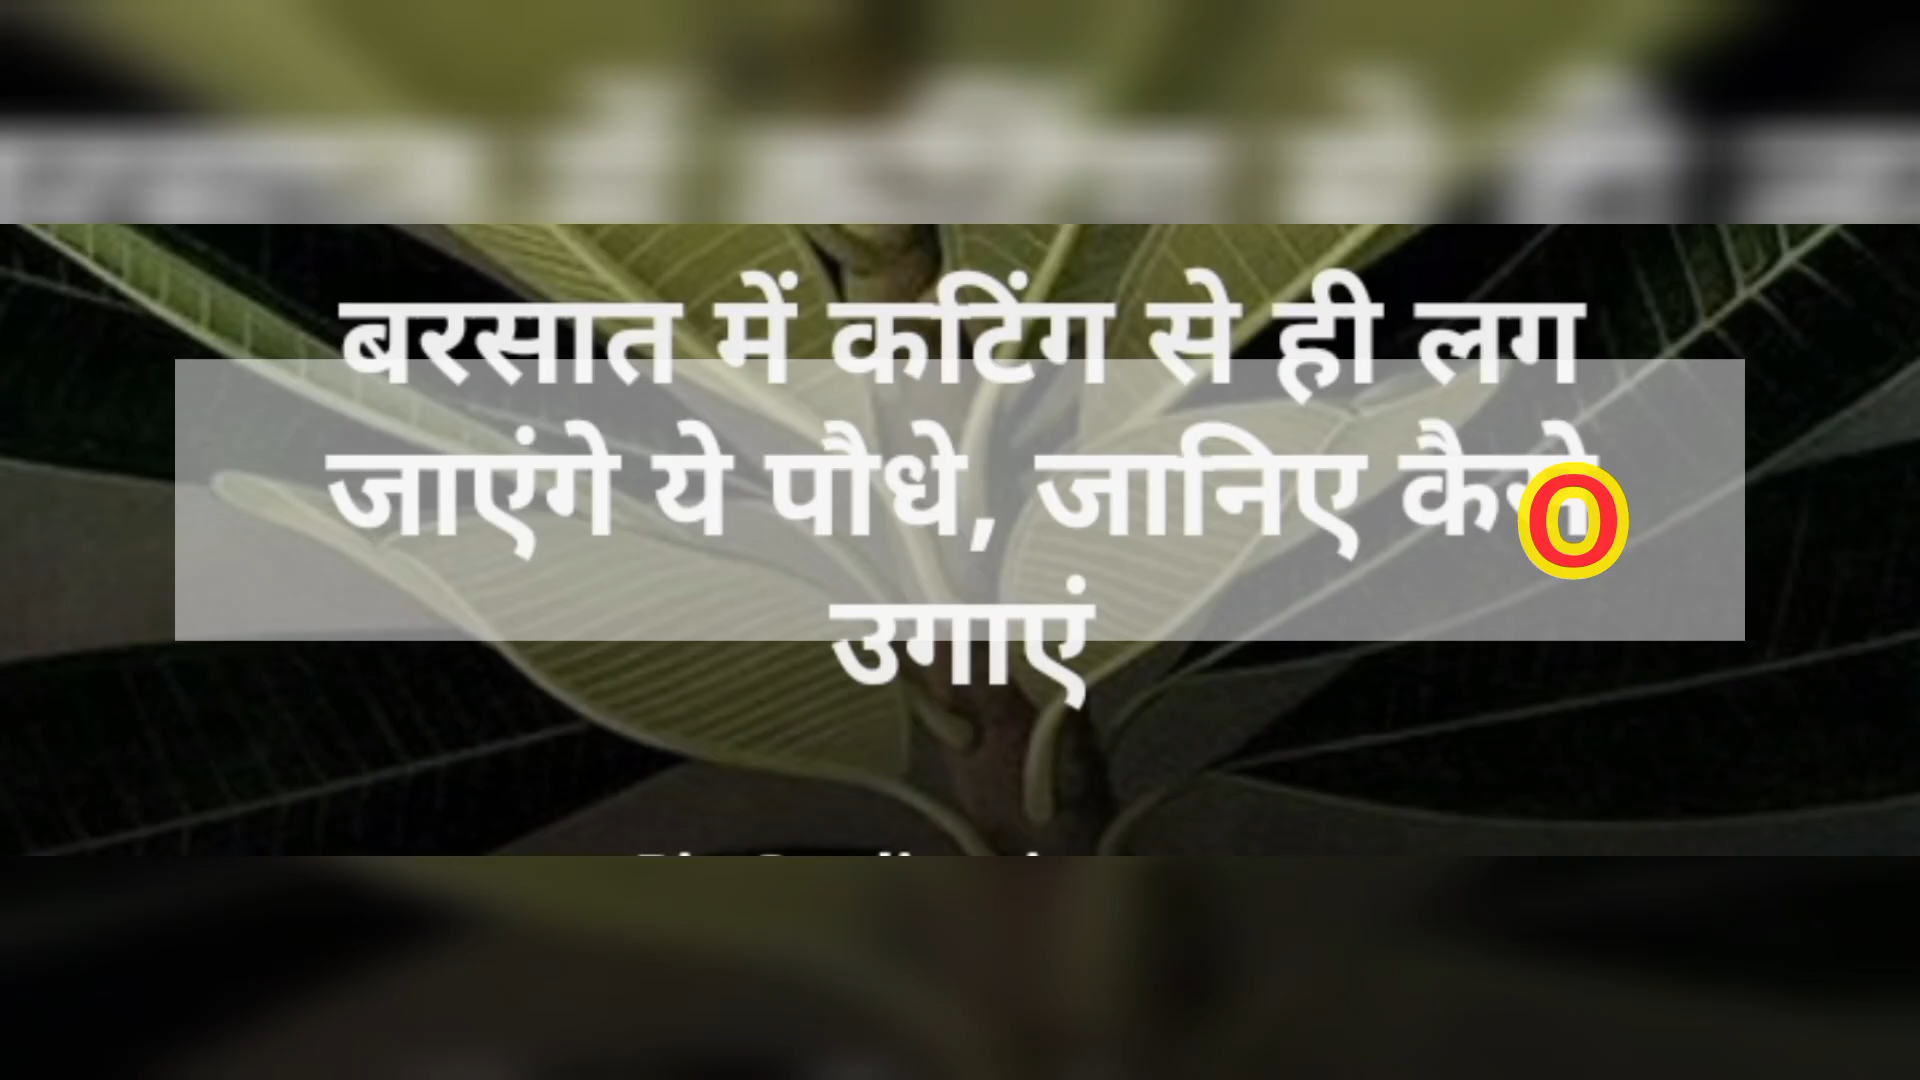 बरसात में कटिंग से ही लग
जाएंगे ये पौधे, जानिए कैसे
उगाएं
O